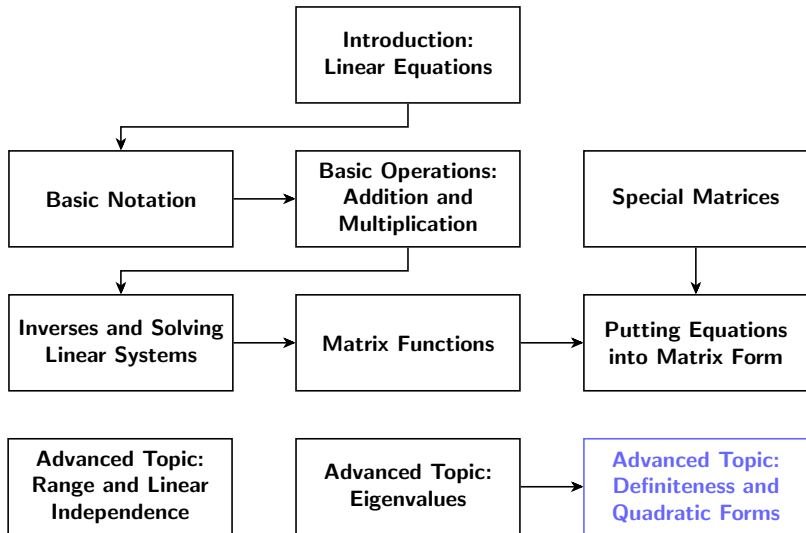 Introduction:
Linear Equations
Basic Notation
Basic Operations:
Addition and
Multiplication
Special Matrices
Inverses and Solving
Linear Systems
Matrix Functions
Putting Equations
into Matrix Form
Advanced Topic:
Range and Linear
Independence
Advanced Topic:
Eigenvalues
Advanced Topic:
Definiteness and
Quadratic Forms